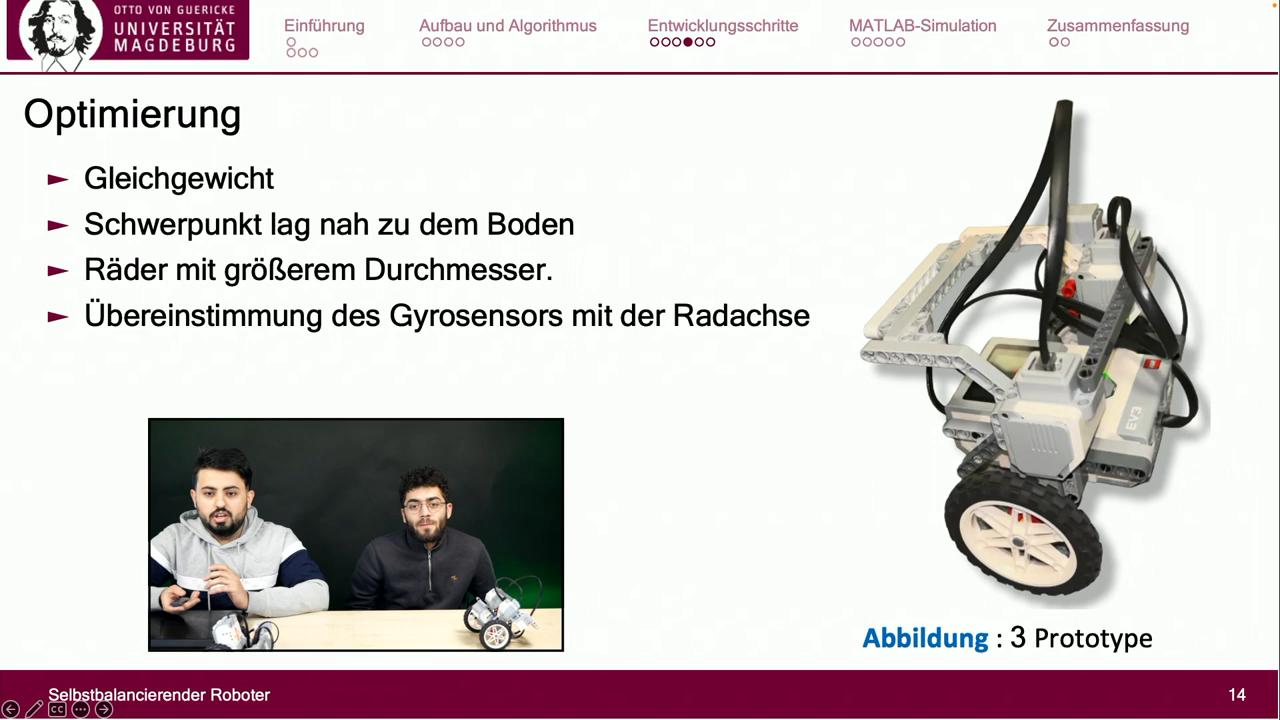 OTTO VON GUERICKE
UNIVERSITÄT
MAGDEBURG
Einführung
Aufbau und Algorithmus
Entwicklungsschritte
MATLAB-Simulation
Zusammenfassung
Optimierung
► Gleichgewicht
► Schwerpunkt lag nah zu dem Boden
► Räder mit größerem Durchmesser.
► Übereinstimmung des Gyrosensors mit der Radachse
EV3
Abbildung : 3 Prototype
Selbstbalancierender Roboter
14
CC